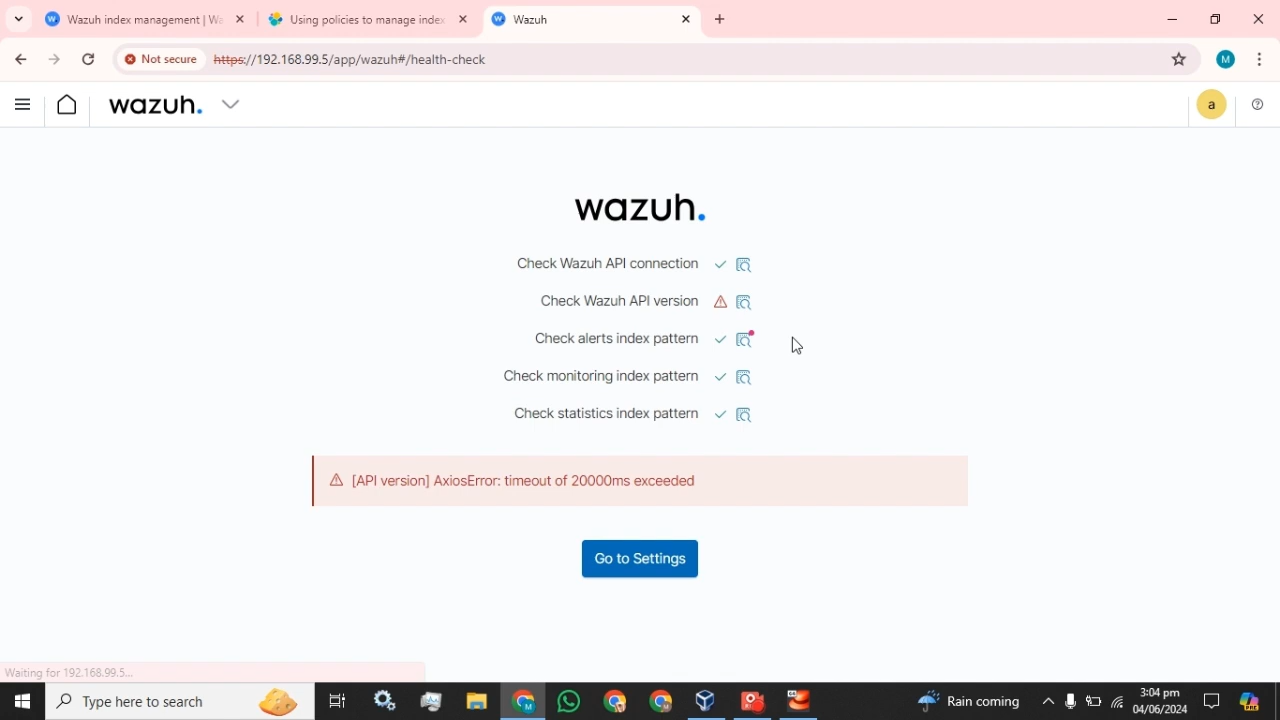 Wazuh index management | Wa
Using policies to manage index
Wazuh
Not secure
https://192.168.99.5/app/wazuh#/health-check
M
wazuh.
a
wazuh.
Check Wazuh API connection
Check Wazuh API version
Check alerts index pattern
Check monitoring index pattern
Check statistics index pattern
[API version] AxiosError: timeout of 20000ms exceeded
Go to Settings
Waiting for 192.168.99.5...
Type here to search
Rain coming
3:04 pm
04/06/2024